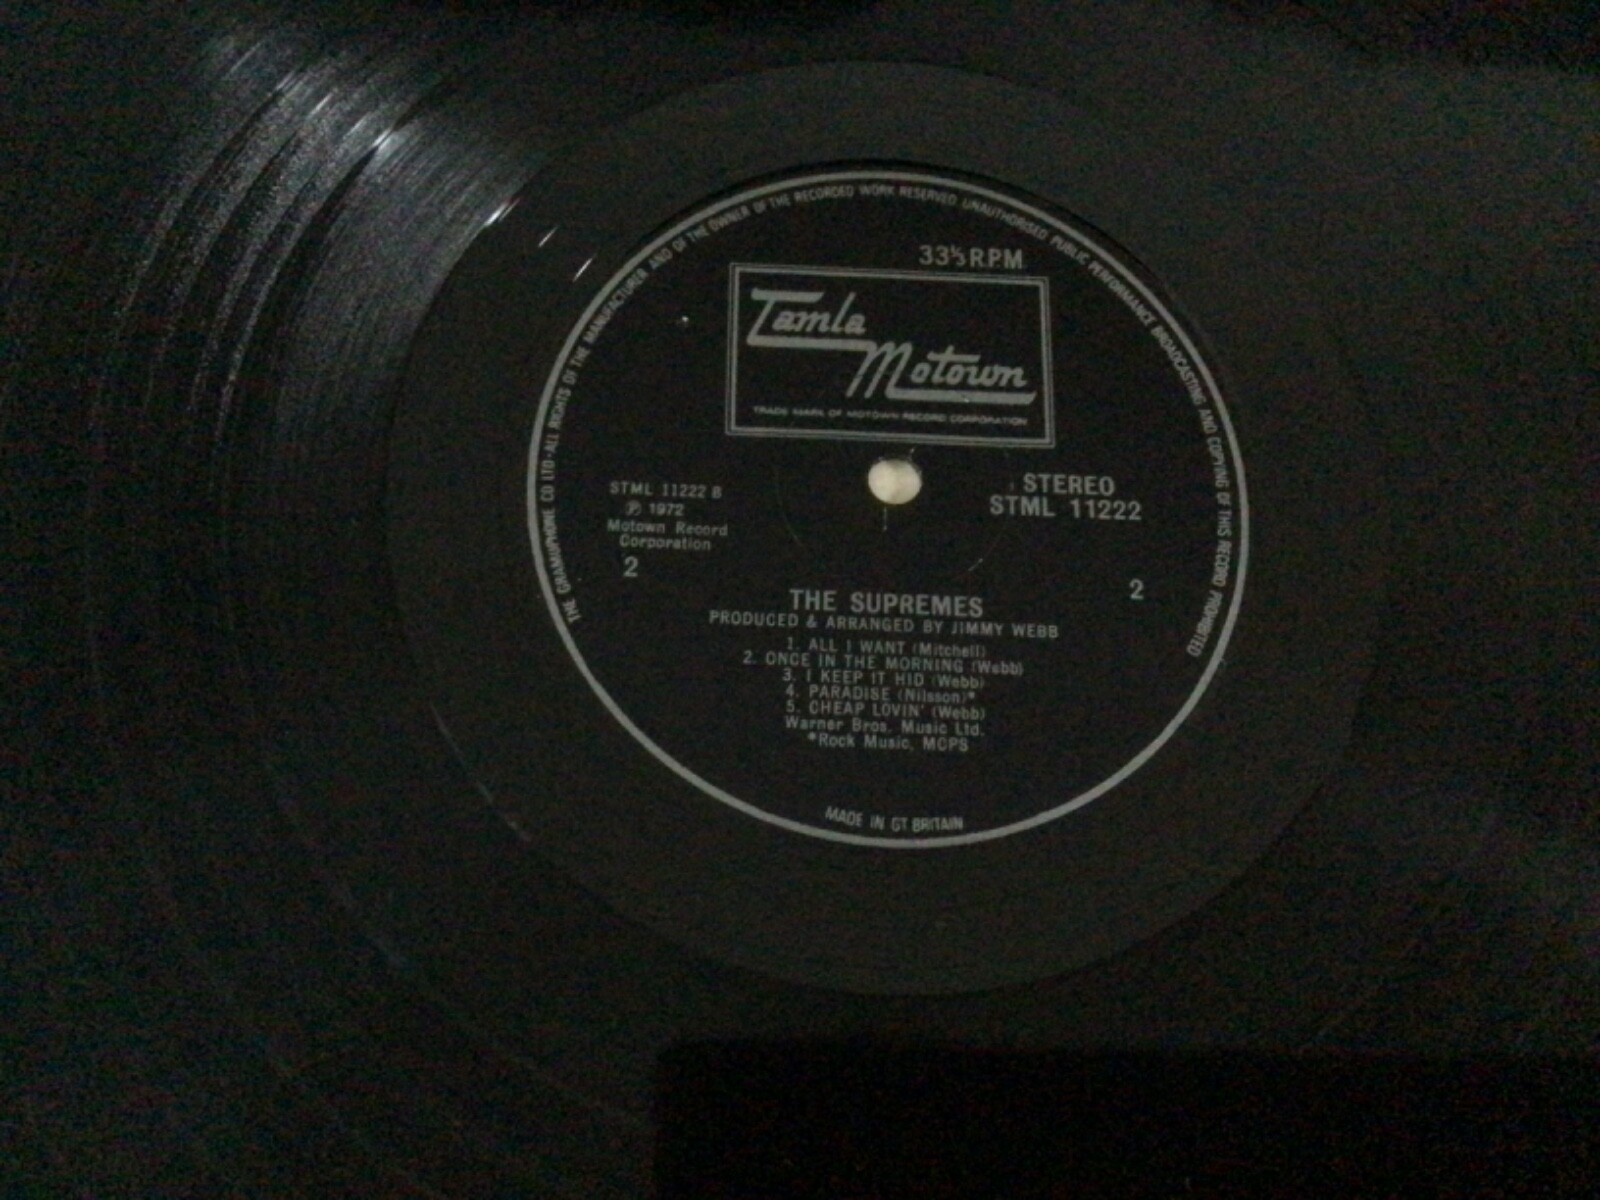 THE GRAMOPHONE CO LTD·ALL RIGHTS OF THE MANUFACTURER AND OF THE OWNER OF THE RECORDED WORK RESERVED UNAUTHORISED PUBLIC PERFORMANCE BROADCASTING AND COPYING OF THIS RECORD PROHIBITED
33⅓ R.P.M.
Tamla
Motown
TRADE MARK OF MOTOWN RECORD CORPORATION
STML 11222 B
℗ 1972
Motown Record
Corporation
2
STEREO
STML 11222
2
THE SUPREMES
PRODUCED & ARRANGED BY JIMMY WEBB
1. ALL I WANT (Mitchell)
2. ONCE IN THE MORNING (Webb)
3. I KEEP IT HID (Webb)
4. PARADISE (Nilsson)*
5. CHEAP LOVIN' (Webb)
Warner Bros. Music Ltd.
*Rock Music, MCPS
MADE IN GT BRITAIN